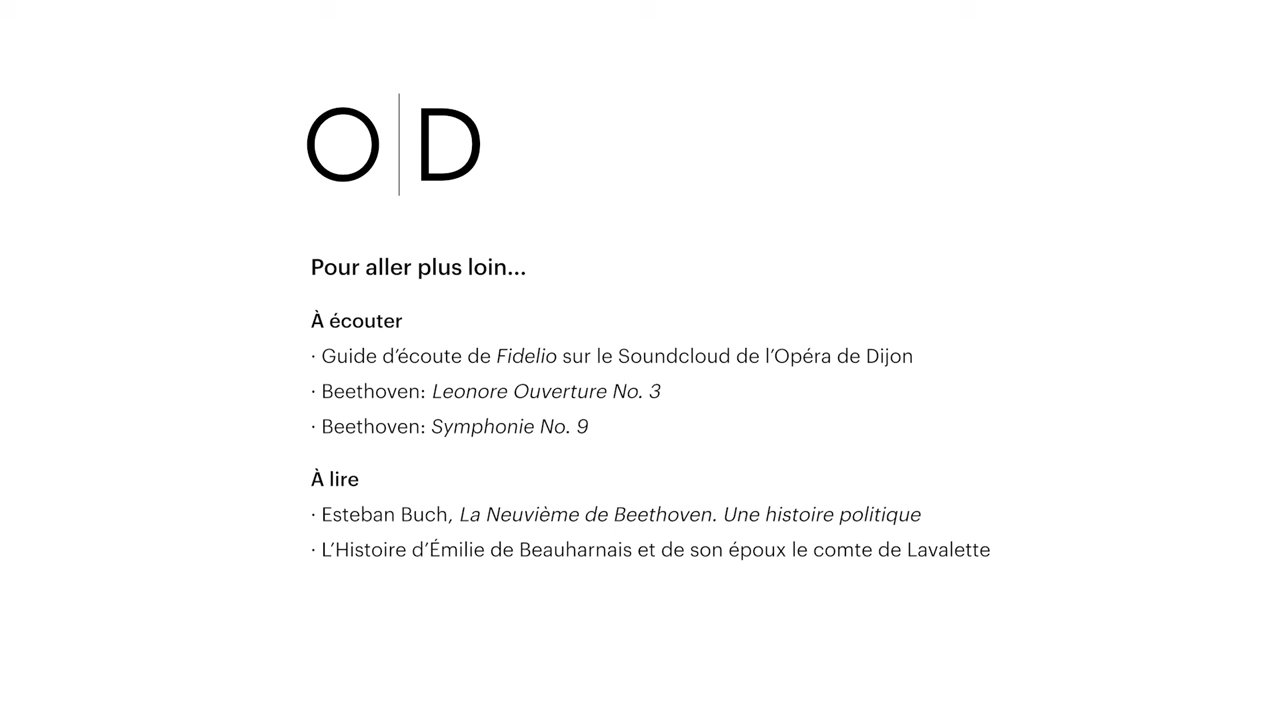 O|D
Pour aller plus loin...
À écouter
· Guide d’écoute de Fidelio sur le Soundcloud de l’Opéra de Dijon
· Beethoven: Leonore Ouverture No. 3
· Beethoven: Symphonie No. 9
À lire
· Esteban Buch, La Neuvième de Beethoven. Une histoire politique
· L’Histoire d’Émilie de Beauharnais et de son époux le comte de Lavalette